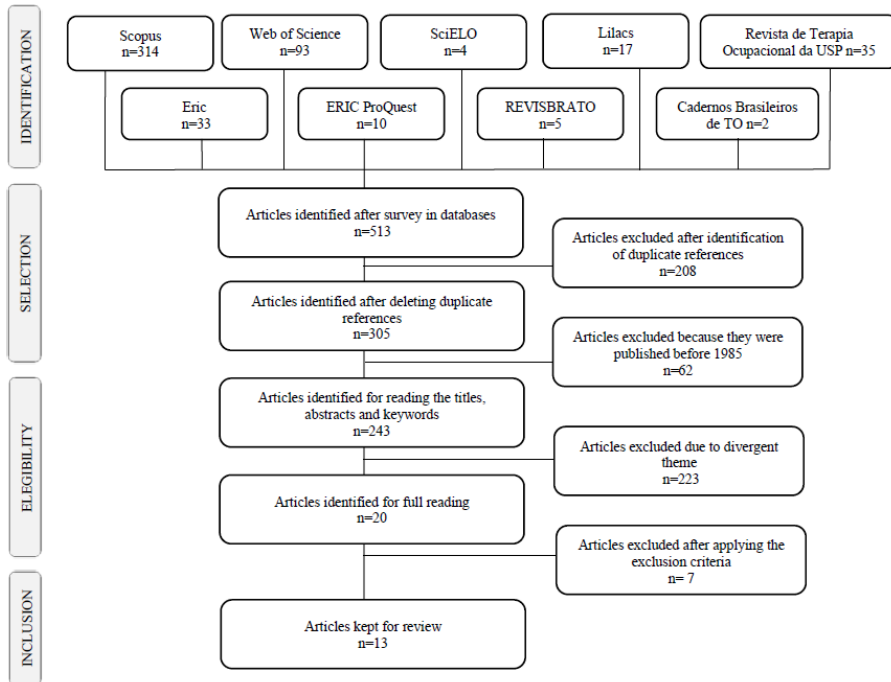 IDENTIFICATION
Scopus
n=314
Web of Science
n=93
SciELO
n=4
Lilacs
n=17
Revista de Terapia
Ocupacional da USP n=35
Eric
n=33
ERIC ProQuest
n=10
REVISBRATO
n=5
Cadernos Brasileiros
de TO n=2
SELECTION
Articles identified after survey in databases
n=513
Articles excluded after identification
of duplicate references
n=208
Articles identified after deleting duplicate
references
n=305
Articles excluded because they were
published before 1985
n=62
ELEGIBILITY
Articles identified for reading the titles,
abstracts and keywords
n=243
Articles excluded due to divergent
theme
n=223
Articles identified for full reading
n=20
Articles excluded after applying the
exclusion criteria
n= 7
INCLUSION
Articles kept for review
n=13